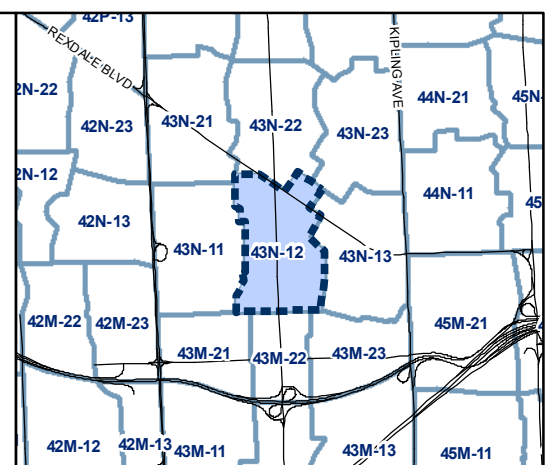 42P-13
REXDALE BLVD
KIPLING AVE
2N-22
44N-21
45N-
42N-23
43N-21
43N-22
43N-23
2N-12
44N-11
45
42N-13
43N-11
43N-12
43N-13
42M-22
42M-23
45M-21
4
43M-21
43M-22
43M-23
42M-12
42M-13
43M-11
43M-13
45M-11